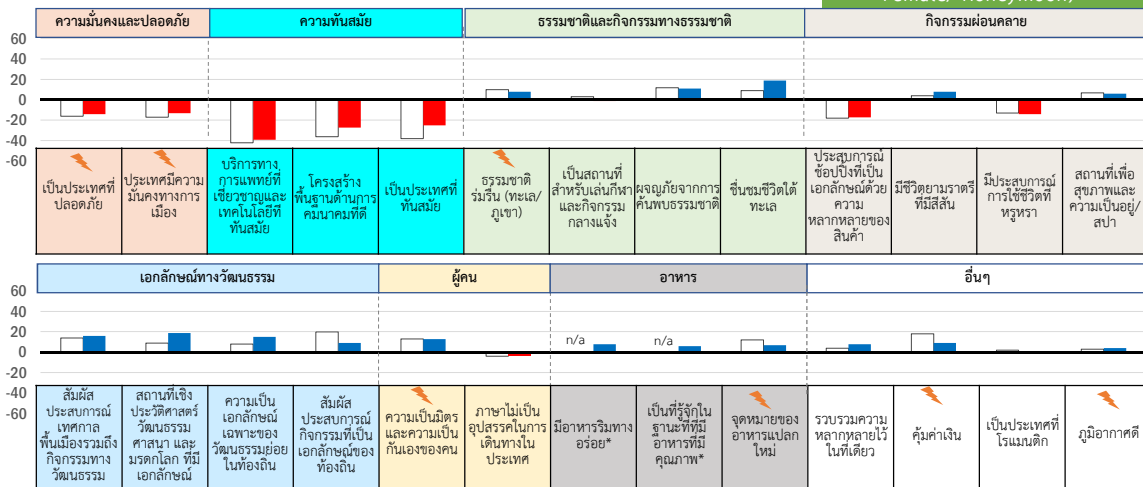 ความมั่นคงและปลอดภัย ความทันสมัย ธรรมชาติและกิจกรรมทางธรรมชาติ กิจกรรมผ่อนคลาย
60
40
20
0
-20
-40
-60
เป็นประเทศที่
ปลอดภัย
ประเทศมีความ
มั่นคงทางการ
เมือง
บริการทาง
การแพทย์ที่
เชี่ยวชาญและ
เทคโนโลยีที่
ทันสมัย
โครงสร้าง
พื้นฐานด้านการ
คมนาคมที่ดี
เป็นประเทศที่
ทันสมัย
ธรรมชาติ
ร่มรื่น (ทะเล/
ภูเขา)
เป็นสถานที่
สำหรับเล่นกีฬา
และกิจกรรม
กลางแจ้ง
ผจญภัยจากการ
ค้นพบธรรมชาติ
ชื่นชมชีวิตใต้
ทะเล
ประสบการณ์
ช้อปปิ้งที่เป็น
เอกลักษณ์ด้วย
ความ
หลากหลายของ
สินค้า
มีชีวิตยามราตรี
ที่มีสีสัน
มีประสบการณ์
การใช้ชีวิตที่
หรูหรา
สถานที่เพื่อ
สุขภาพและ
ความเป็นอยู่/
สปา
เอกลักษณ์ทางวัฒนธรรม ผู้คน อาหาร อื่นๆ
60
40
20
0
-20
-40
-60
n/a n/a
สัมผัส
ประสบการณ์
เทศกาล
พื้นเมืองรวมถึง
กิจกรรมทาง
วัฒนธรรม
สถานที่เชิง
ประวัติศาสตร์
วัฒนธรรม
ศาสนา และ
มรดกโลก ที่มี
เอกลักษณ์
ความเป็น
เอกลักษณ์
เฉพาะของ
วัฒนธรรมย่อย
ในท้องถิ่น
สัมผัส
ประสบการณ์
กิจกรรมที่เป็น
เอกลักษณ์ของ
ท้องถิ่น
ความเป็นมิตร
และความเป็น
กันเองของคน
ภาษาไม่เป็น
อุปสรรคในการ
เดินทางใน
ประเทศ
มีอาหารริมทาง
อร่อย*
เป็นที่รู้จักใน
ฐานะที่ที่มี
อาหารที่มี
คุณภาพ*
จุดหมายของ
อาหารแปลก
ใหม่
รวบรวมความ
หลากหลายไว้
ในที่เดียว
คุ้มค่าเงิน
เป็นประเทศที่
โรแมนติก
ภูมิอากาศดี